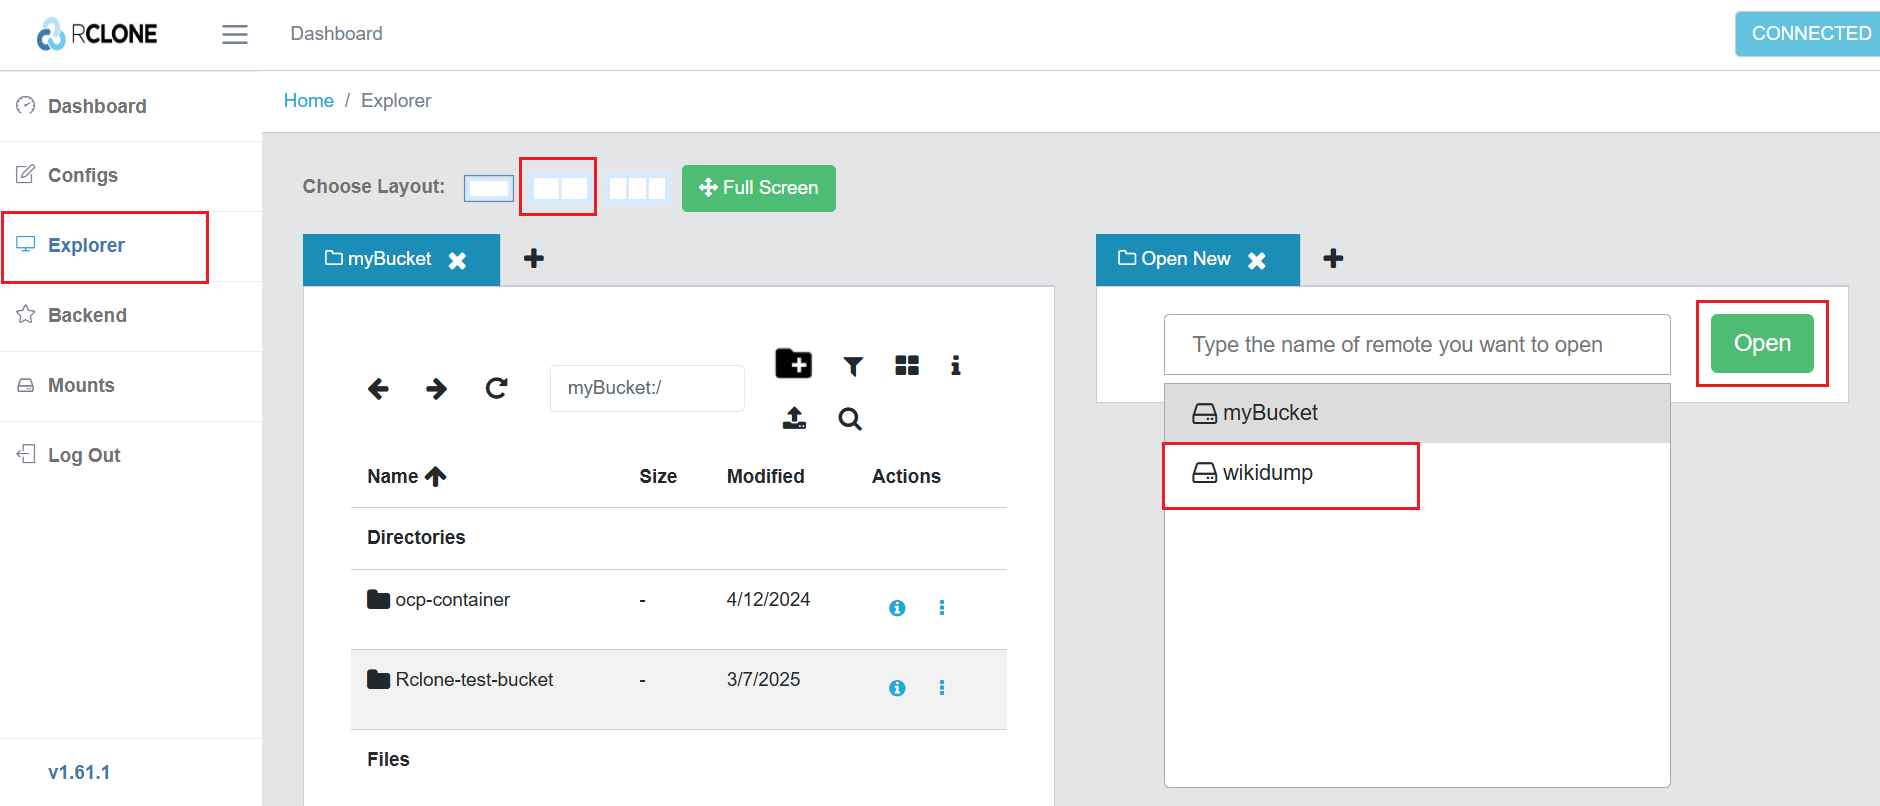 RCLONE
Dashboard
CONNECTED
Dashboard
Configs
Explorer
Backend
Mounts
Log Out
v1.61.1
Home / Explorer
Choose Layout:
Full Screen
myBucket
myBucket:/
Name Size Modified Actions
Directories
ocp-container - 4/12/2024
Rclone-test-bucket - 3/7/2025
Files
Open New
Type the name of remote you want to open
Open
myBucket
wikidump